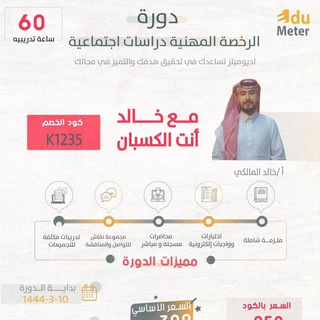 60
ساعة تدريبيه
دورة
الرخصة المهنية دراسات اجتماعية
اديوميتر تساعدك في تحقيق هدفك والتميز في مجالك
Edu
Meter
كود الخصم
K1235
مع خالد
أنت الكسبان
أ / خالد المالكي
ملزمة شاملة
اختبارات
وواجبات إلكترونية
محاضرات
مسجلة و مباشر
مجموعة نقاش
للتواصل والمناقشة
تدريبات مكثفة
للتجميعات
مميزات الدورة
بداية الدورة
1444-3-10
السعر الأساسي
السعر بالكود